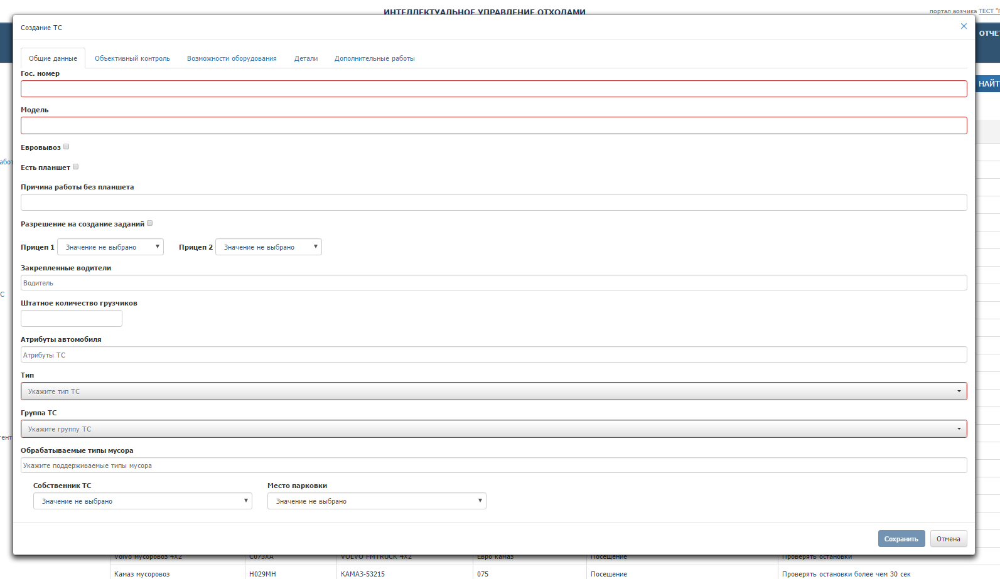 ИНТЕЛЛЕКТУАЛЬНОЕ УПРАВЛЕНИЕ ОТХОДАМИ
портал возчика ТЕСТ "
Создание ТС
ОТЧЕ
Общие данные Объективный контроль Возможности оборудования Детали Дополнительные работы
Гос. номер
НАЙТ
Модель
Евровывоз
або
Есть планшет
Причина работы без планшета
Разрешение на создание заданий
Прицеп 1 Значение не выбрано Прицеп 2 Значение не выбрано
Закрепленные водители
Водитель
С
Штатное количество грузчиков
Атрибуты автомобиля
Атрибуты ТС
Тип
Укажите тип ТС
Группа ТС
Укажите группу ТС
гент
Обрабатываемые типы мусора
Укажите поддерживаемые типы мусора
Собственник ТС Место парковки
Значение не выбрано Значение не выбрано
Сохранить Отмена
Volvo мусоровоз 4X2 С073ХА VOLVO FMTRUCK 4X2 Евро камаз Посещение Проверять остановки
Камаз мусоровоз Н029МН КАМАЗ-53215 075 Посещение Проверять остановки более чем 30 сек